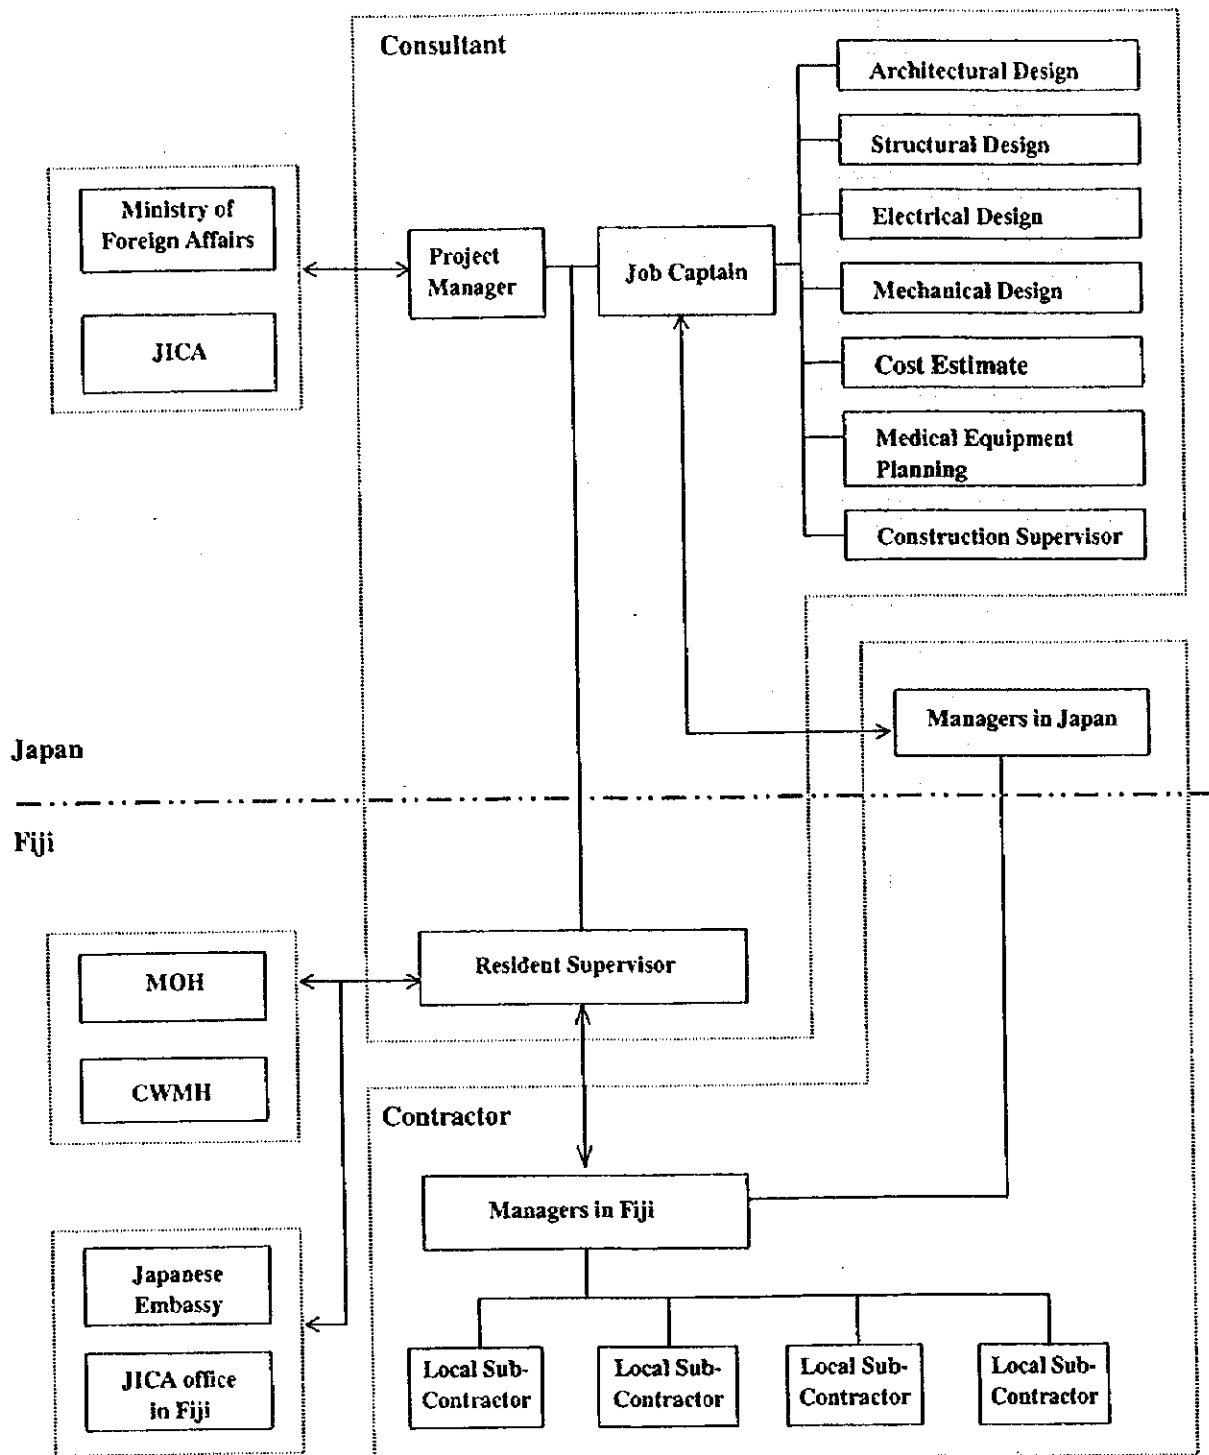 Consultant
Architectural Design
Structural Design
Electrical Design
Mechanical Design
Cost Estimate
Medical Equipment
Planning
Construction Supervisor
Ministry of
Foreign Affairs
JICA
Project
Manager
Job Captain
Managers in Japan
Japan
Fiji
Resident Supervisor
MOH
CWMH
Contractor
Managers in Fiji
Japanese
Embassy
JICA office
in Fiji
Local Sub-
Contractor
Local Sub-
Contractor
Local Sub-
Contractor
Local Sub-
Contractor